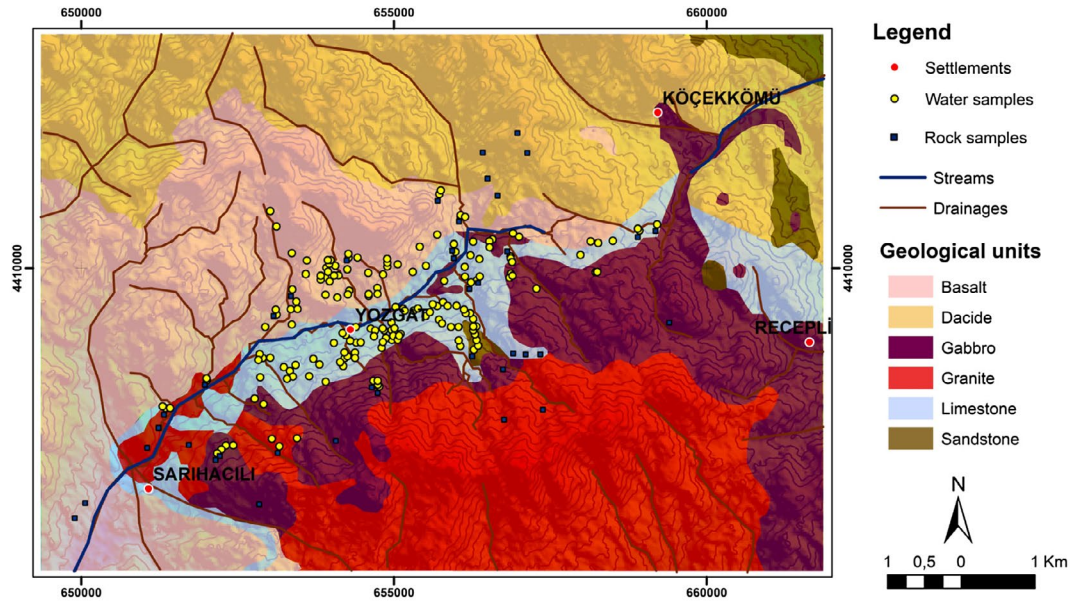 650000 655000 660000
Legend
Settlements
Water samples
Rock samples
Streams
Drainages
Geological units
Basalt
Dacide
Gabbro
Granite
Limestone
Sandstone
N
1 0,5 0 1 Km
KÖÇEKKÖMÜ
4410000 4410000
YOZGAT
RECEPLİ
SARIHACILI
650000 655000 660000